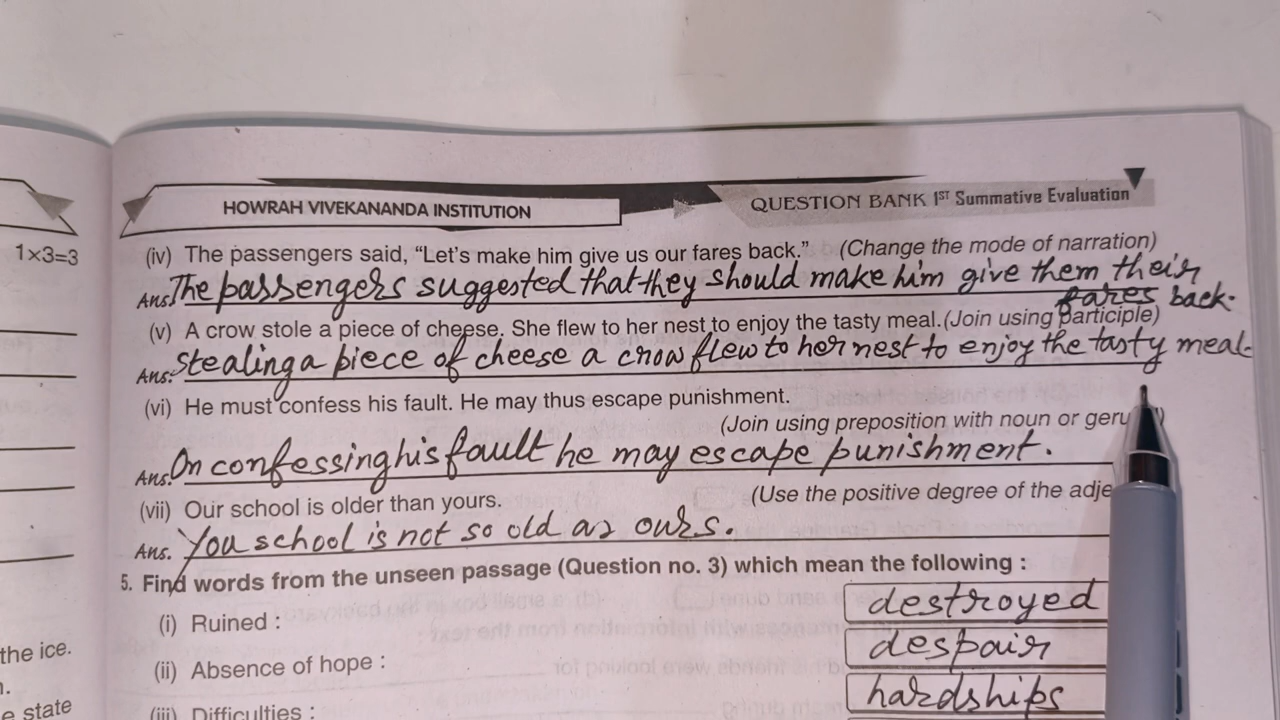 HOWRAH VIVEKANANDA INSTITUTION
QUESTION BANK 1ST Summative Evaluation
1×3=3
(iv) The passengers said, “Let's make him give us our fares back.” (Change the mode of narration)
Ans. The passengers suggested that they should make him give them their
fares back.
(v) A crow stole a piece of cheese. She flew to her nest to enjoy the tasty meal. (Join using participle)
Ans. Stealing a piece of cheese a crow flew to her nest to enjoy the tasty meal.
(vi) He must confess his fault. He may thus escape punishment.
(Join using preposition with noun or geru
Ans. On confessing his fault he may escape punishment.
(vii) Our school is older than yours. (Use the positive degree of the adje
Ans. You school is not so old as ours.
5. Find words from the unseen passage (Question no. 3) which mean the following :
(i) Ruined : destroyed
the ice.
(ii) Absence of hope : despair
(iii) Difficulties : hardships
e state